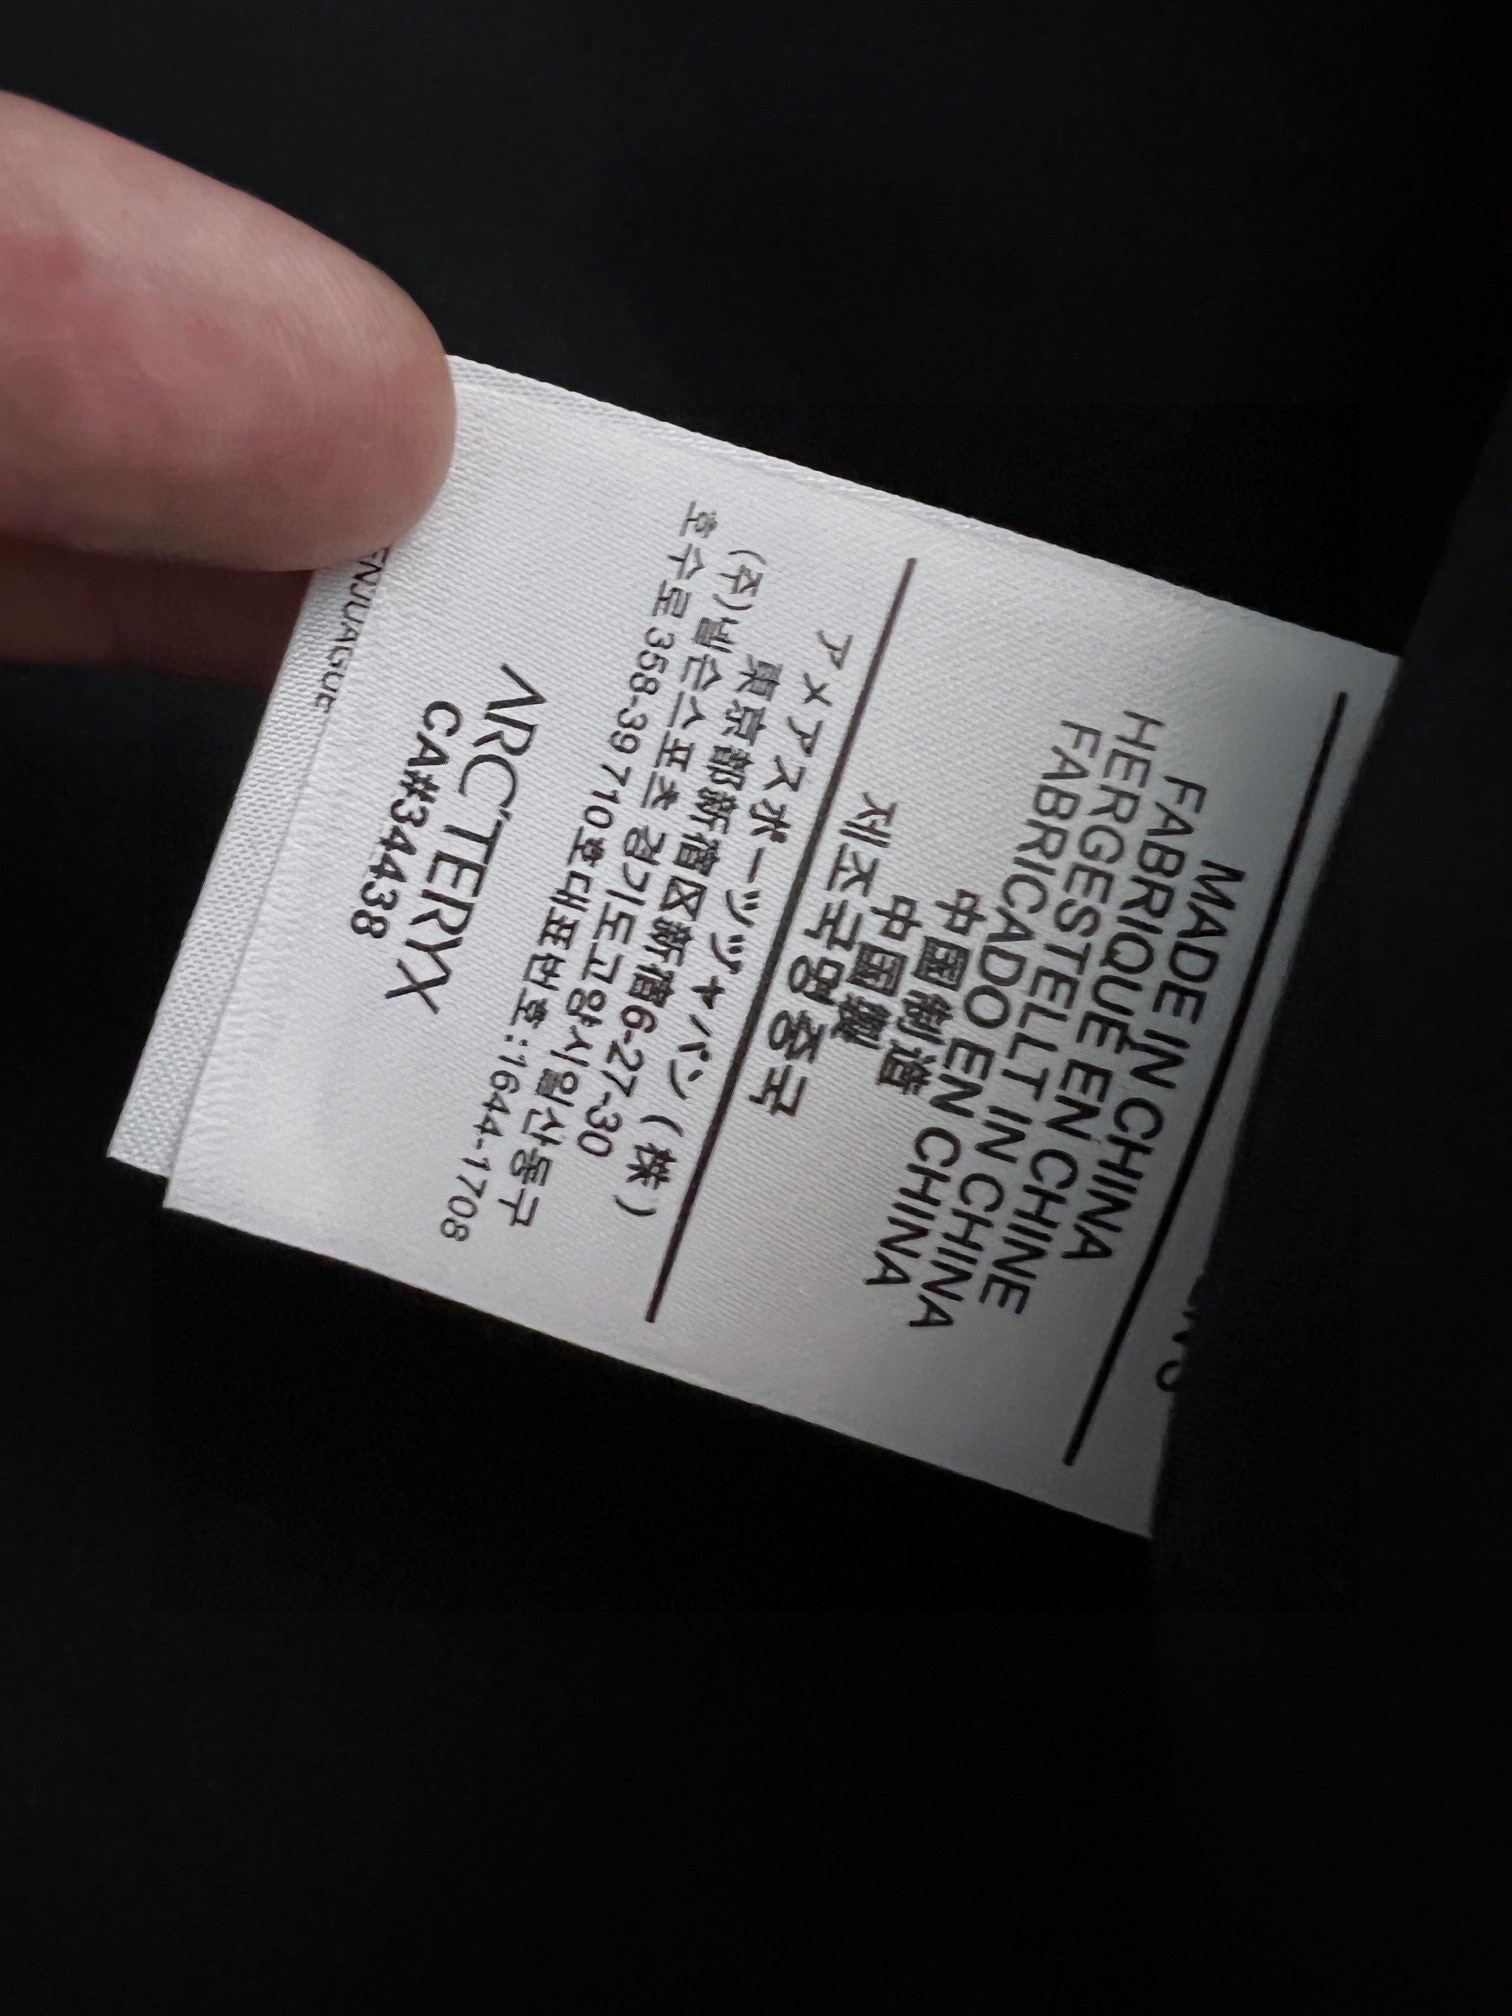 MADE IN CHINA
FABRIQUÉ EN CHINE
HERGESTELLT IN CHINA
FABRICADO EN CHINA
中國制造
中国製
제조국명중국
アメアスポーツジャパン(株)
東京都新宿区新宿6-27-30
(주)넬슨스포츠 경기도고양시일산동구
호수로358-39 710호대표번호:1644-1708
ARC'TERYX
CA#34438